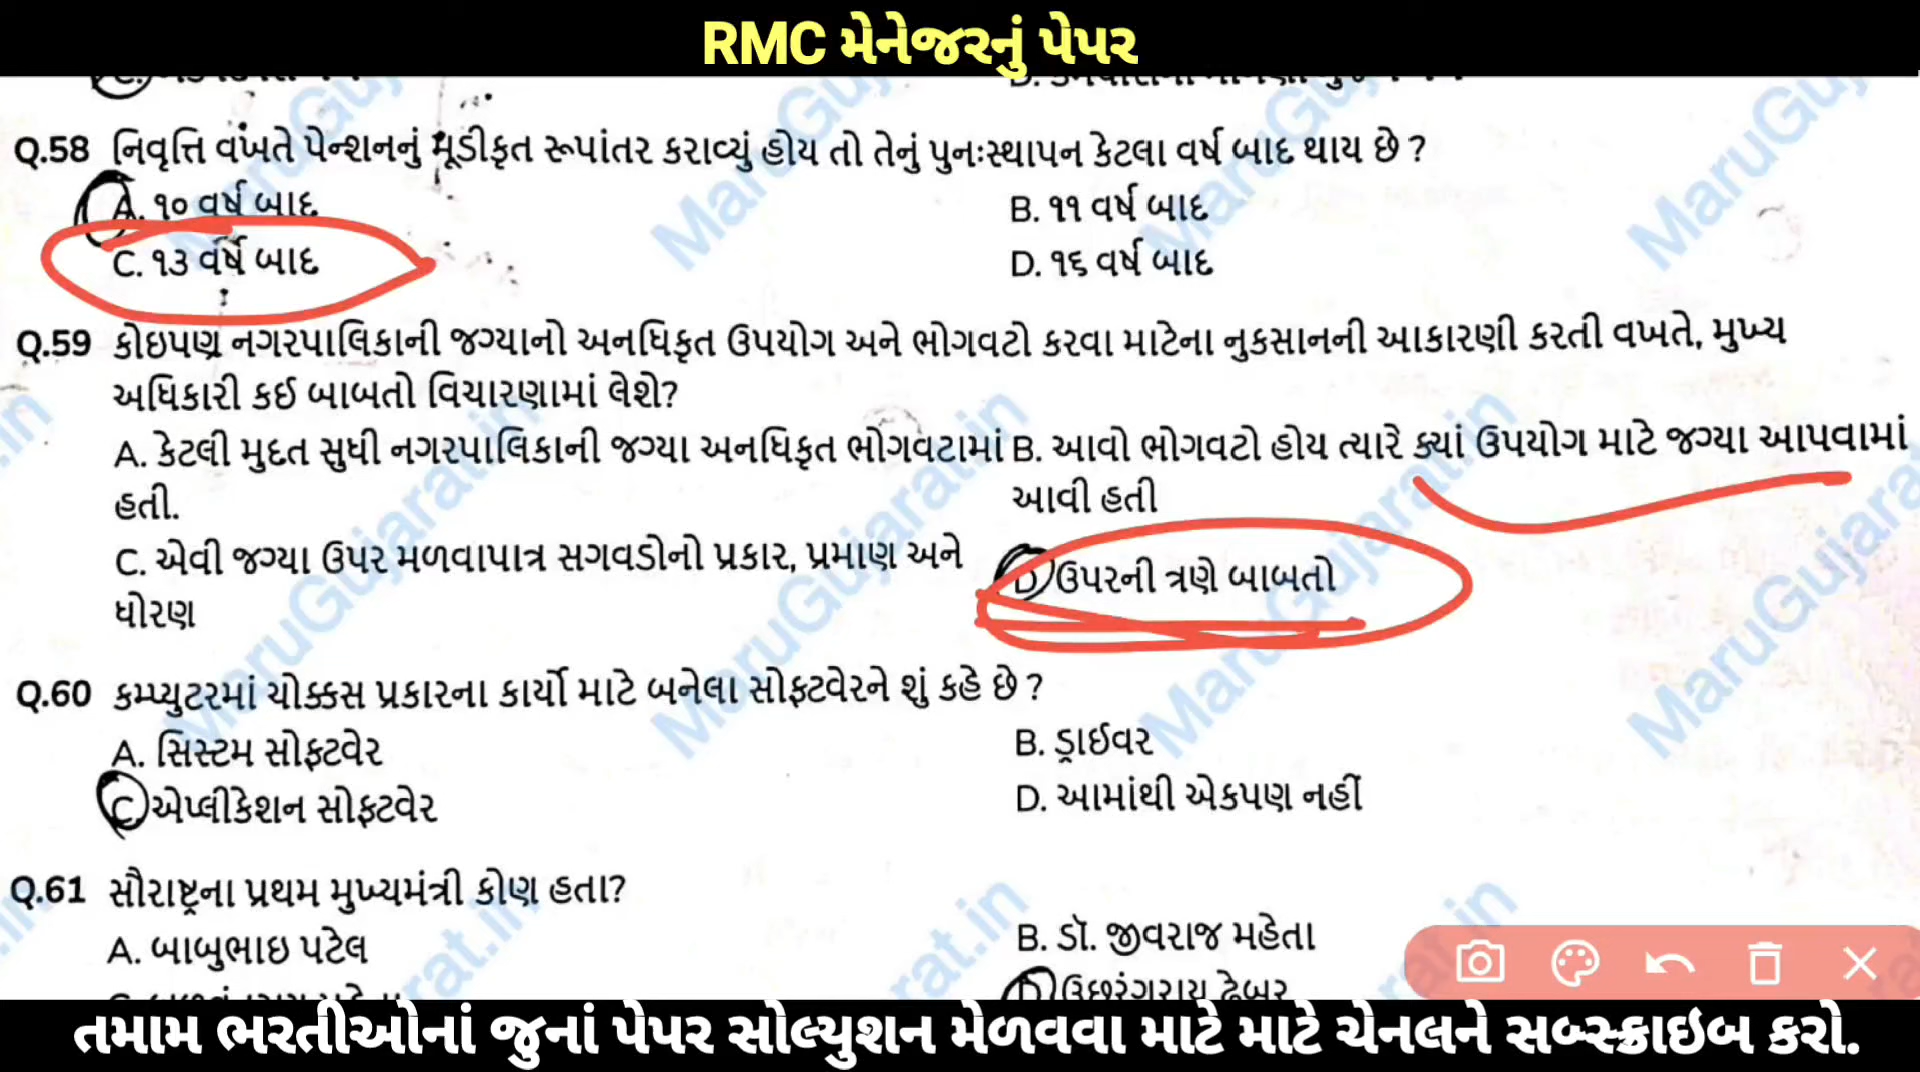 RMC મેનેજરનું પેપર
Q.58 નિવૃત્તિ વખતે પેન્શનનું મૂડીકૃત રૂપાંતર કરાવ્યું હોય તો તેનું પુનઃસ્થાપન કેટલા વર્ષ બાદ થાય છે ?
A. ૧૦ વર્ષ બાદ
B. ૧૧ વર્ષ બાદ
C. ૧૩ વર્ષ બાદ
D. ૧૬ વર્ષ બાદ
Q.59 કોઇપણ નગરપાલિકાની જગ્યાનો અનધિકૃત ઉપયોગ અને ભોગવટો કરવા માટેના નુકસાનની આકારણી કરતી વખતે, મુખ્ય
અધિકારી કઈ બાબતો વિચારણામાં લેશે?
A. કેટલી મુદત સુધી નગરપાલિકાની જગ્યા અનધિકૃત ભોગવટામાં
હતી.
B. આવો ભોગવટો હોય ત્યારે ક્યાં ઉપયોગ માટે જગ્યા આપવામાં
આવી હતી
C. એવી જગ્યા ઉપર મળવાપાત્ર સગવડોનો પ્રકાર, પ્રમાણ અને
ધોરણ
D ઉપરની ત્રણે બાબતો
Q.60 કમ્પ્યુટરમાં ચોક્કસ પ્રકારના કાર્યો માટે બનેલા સોફ્ટવેરને શું કહે છે ?
A. સિસ્ટમ સોફ્ટવેર
B. ડ્રાઈવર
C એપ્લીકેશન સોફ્ટવેર
D. આમાંથી એકપણ નહીં
Q.61 સૌરાષ્ટ્રના પ્રથમ મુખ્યમંત્રી કોણ હતા?
A. બાબુભાઇ પટેલ
B. ડૉ. જીવરાજ મહેતા
D ઉછરંગરાય ઢેબર
MaruGujarat.in
તમામ ભરતીઓનાં જુનાં પેપર સોલ્યુશન મેળવવા માટે માટે ચેનલને સબ્સ્ક્રાઇબ કરો.